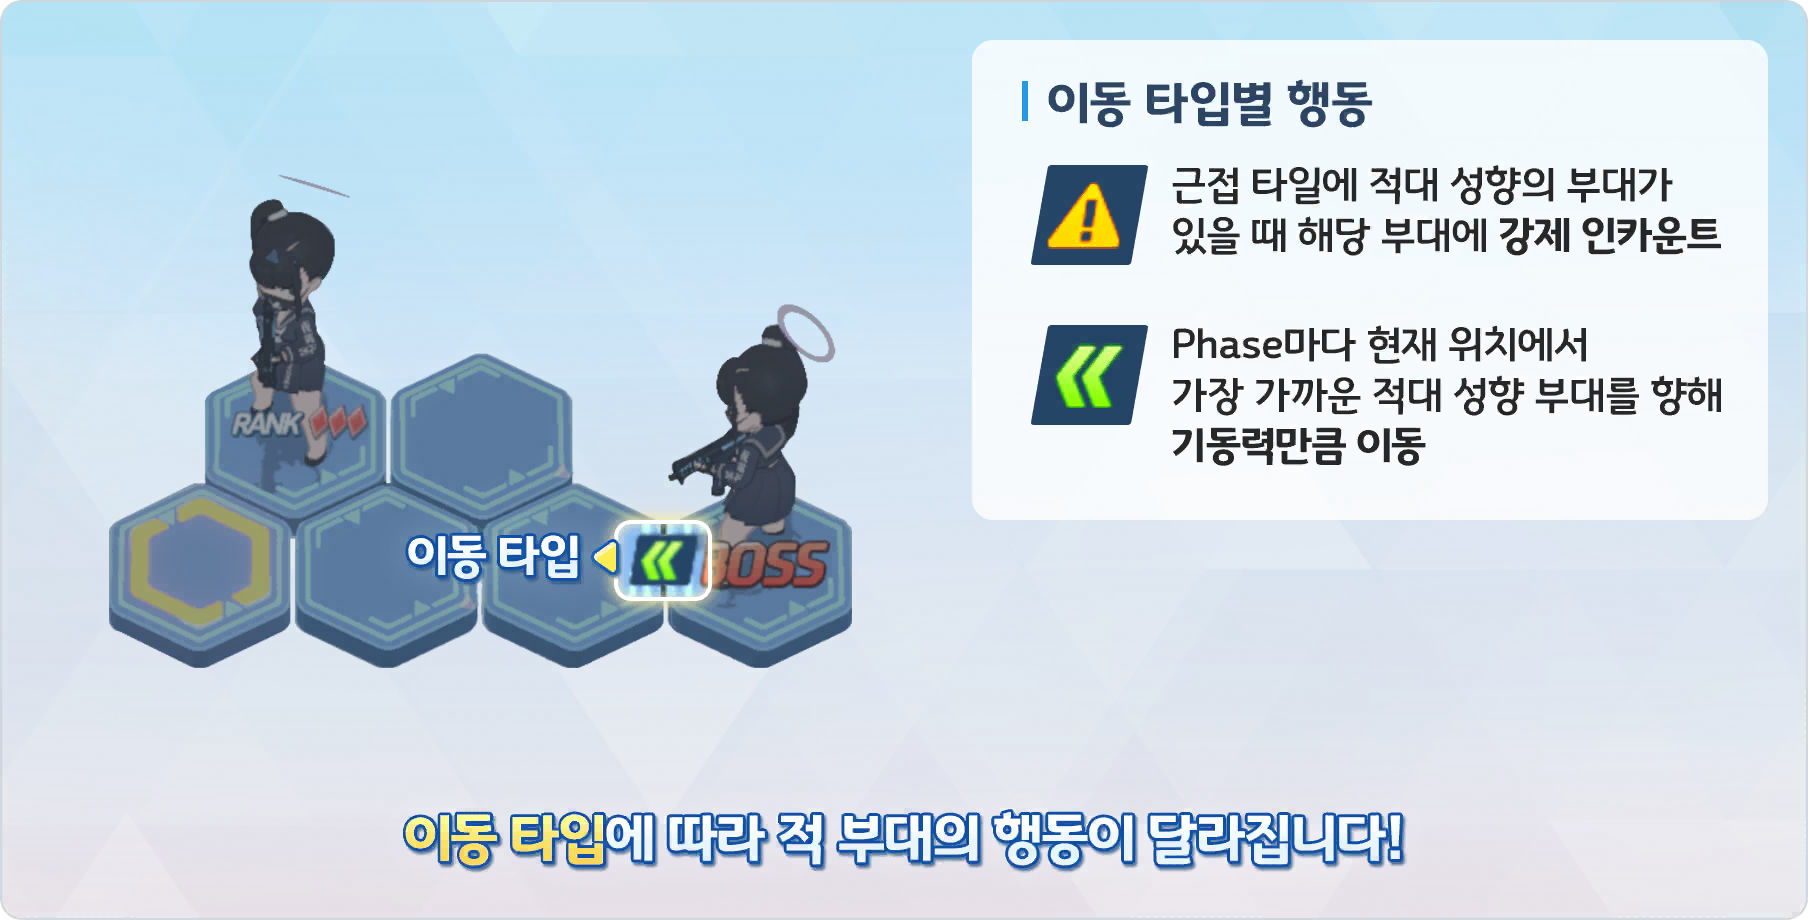 이동 타입별 행동
근접 타일에 적대 성향의 부대가
있을 때 해당 부대에 강제 인카운트
Phase마다 현재 위치에서
가장 가까운 적대 성향 부대를 향해
기동력만큼 이동
RANK
이동 타입
BOSS
이동 타입에 따라 적 부대의 행동이 달라집니다!